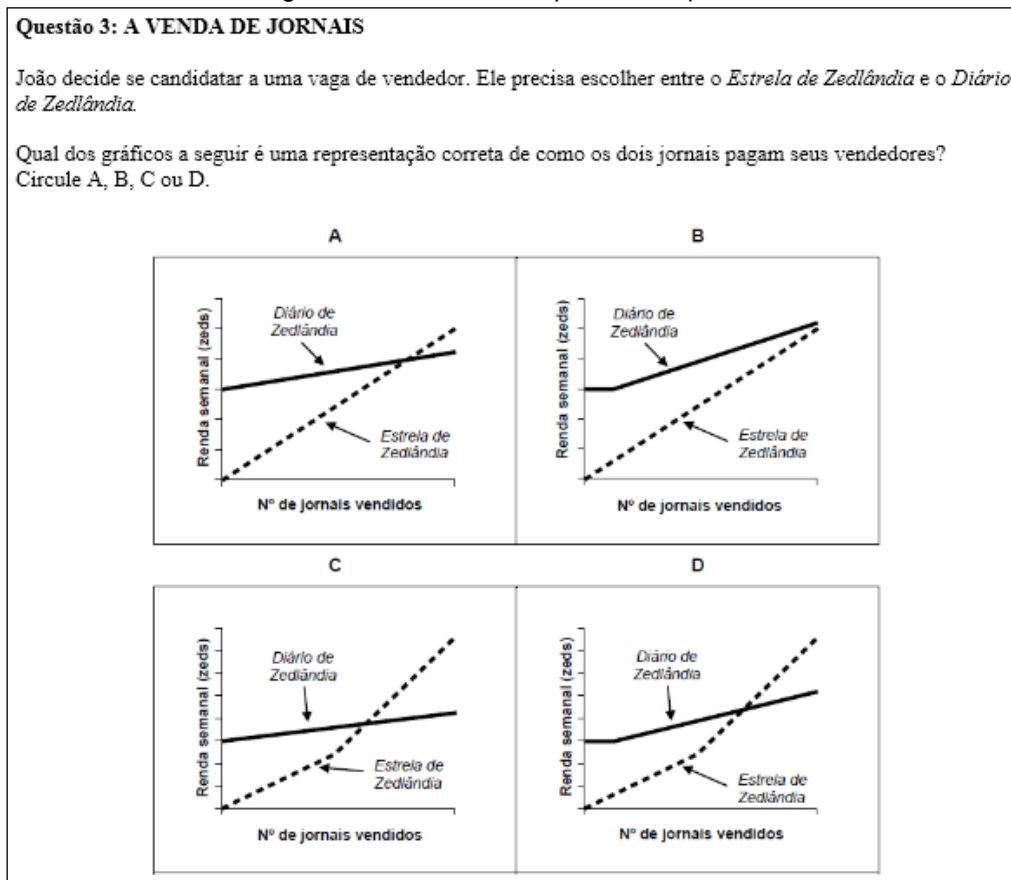 Questão 3: A VENDA DE JORNAIS
João decide se candidatar a uma vaga de vendedor. Ele precisa escolher entre o Estrela de Zedlândia e o Diário
de Zedlândia.
Qual dos gráficos a seguir é uma representação correta de como os dois jornais pagam seus vendedores?
Circule A, B, C ou D.
A
Renda semanal (zeds)
Diário de
Zedlândia
Estrela de
Zedlândia
Nº de jornais vendidos
B
Renda semanal (zeds)
Diário de
Zedlândia
Estrela de
Zedlândia
Nº de jornais vendidos
C
Renda semanal (zeds)
Diário de
Zedlândia
Estrela de
Zedlândia
Nº de jornais vendidos
D
Renda semanal (zeds)
Diário de
Zedlândia
Estrela de
Zedlândia
Nº de jornais vendidos